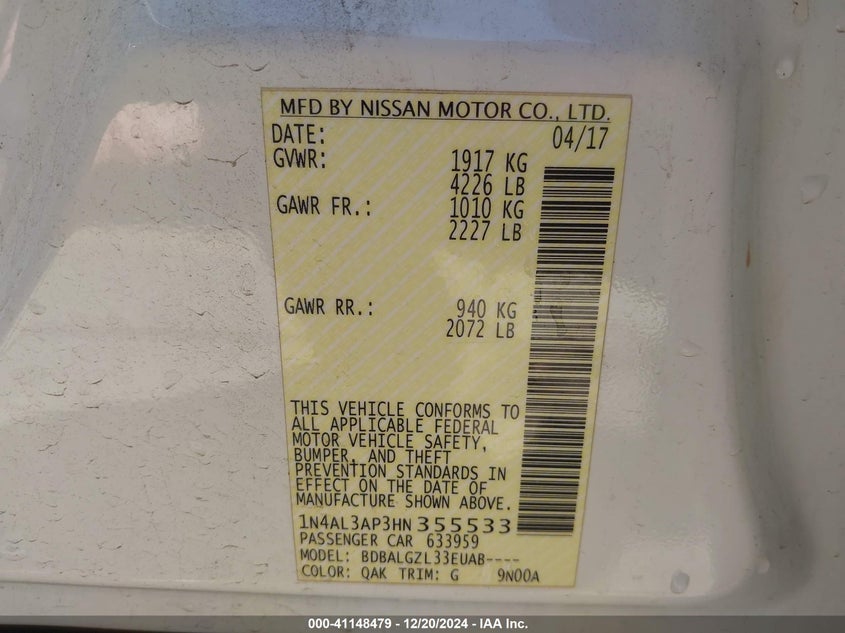 MFD BY NISSAN MOTOR CO., LTD.
DATE: 04/17
GVWR: 1917 KG
4226 LB
GAWR FR.: 1010 KG
2227 LB
GAWR RR.: 940 KG
2072 LB
THIS VEHICLE CONFORMS TO
ALL APPLICABLE FEDERAL
MOTOR VEHICLE SAFETY,
BUMPER, AND THEFT
PREVENTION STANDARDS IN
EFFECT ON THE DATE OF
MANUFACTURE SHOWN ABOVE.
1N4AL3AP3HN355533
PASSENGER CAR 633959
MODEL: BDBALGZL33EUAB----
COLOR: QAK TRIM: G 9N00A
000-41148479 - 12/20/2024 - IAA Inc.